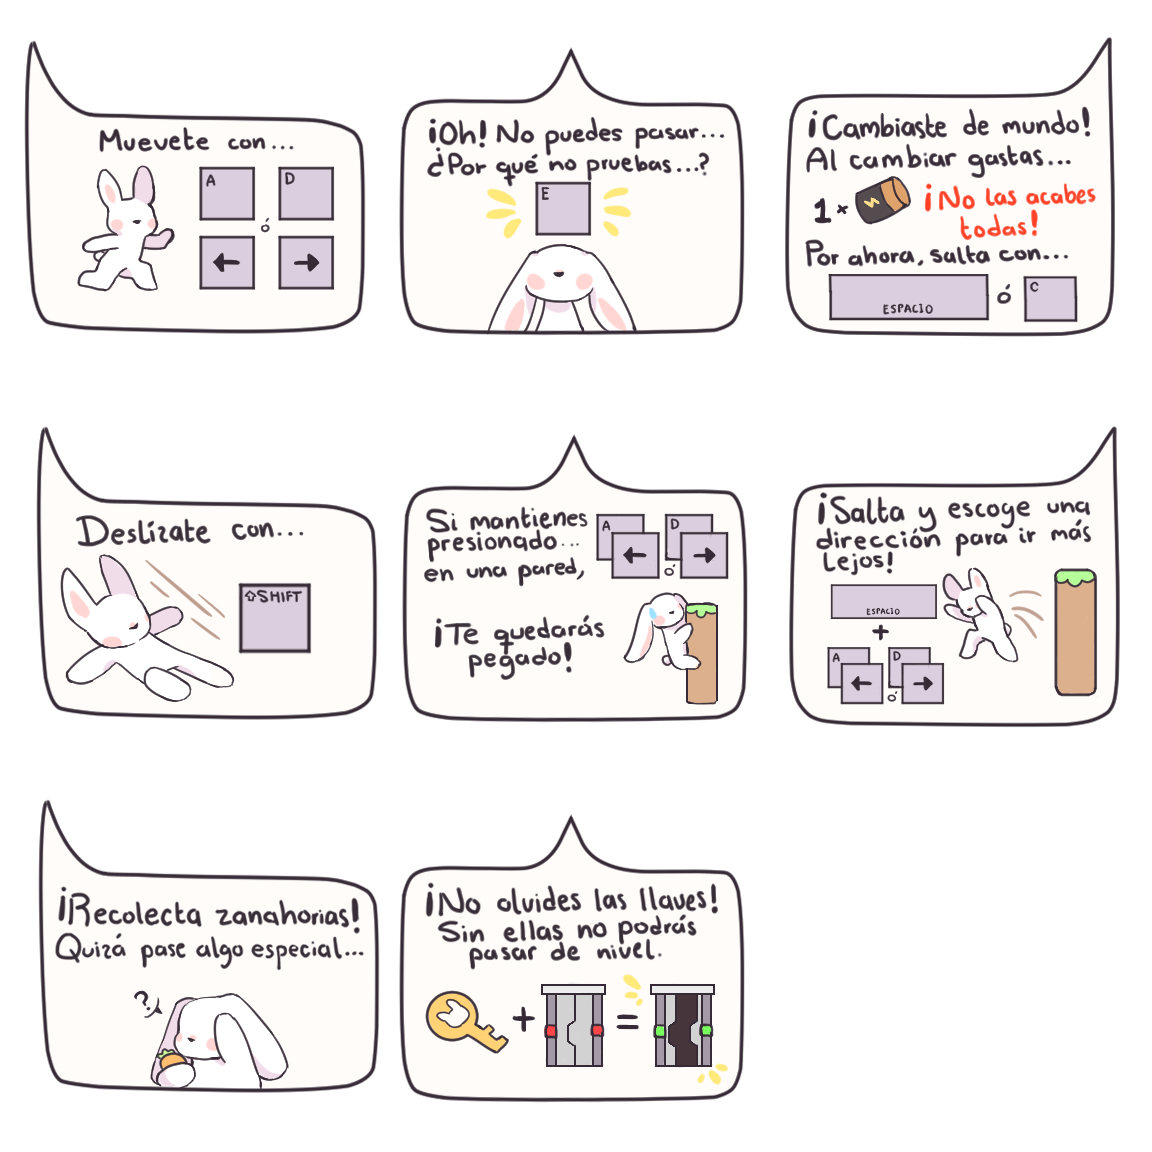 Muevete con...
A
D
ó
← →
¡Oh! No puedes pasar...
¿Por qué no pruebas...?
E
¡Cambiaste de mundo!
Al cambiar gastas...
1 × ¡No las acabes
todas!
Por ahora, salta con...
ESPACIO ó C
Deslízate con...
⇧SHIFT
Si mantienes
presionado...
A
D
← ó →
en una pared,
¡Te quedarás
pegado!
¡Salta y escoge una
dirección para ir más
Lejos!
ESPACIO
+
A
D
← ó →
¡Recolecta zanahorias!
Quizá pase algo especial...
?
¡No olvides las llaves!
Sin ellas no podrás
pasar de nivel.
+ =